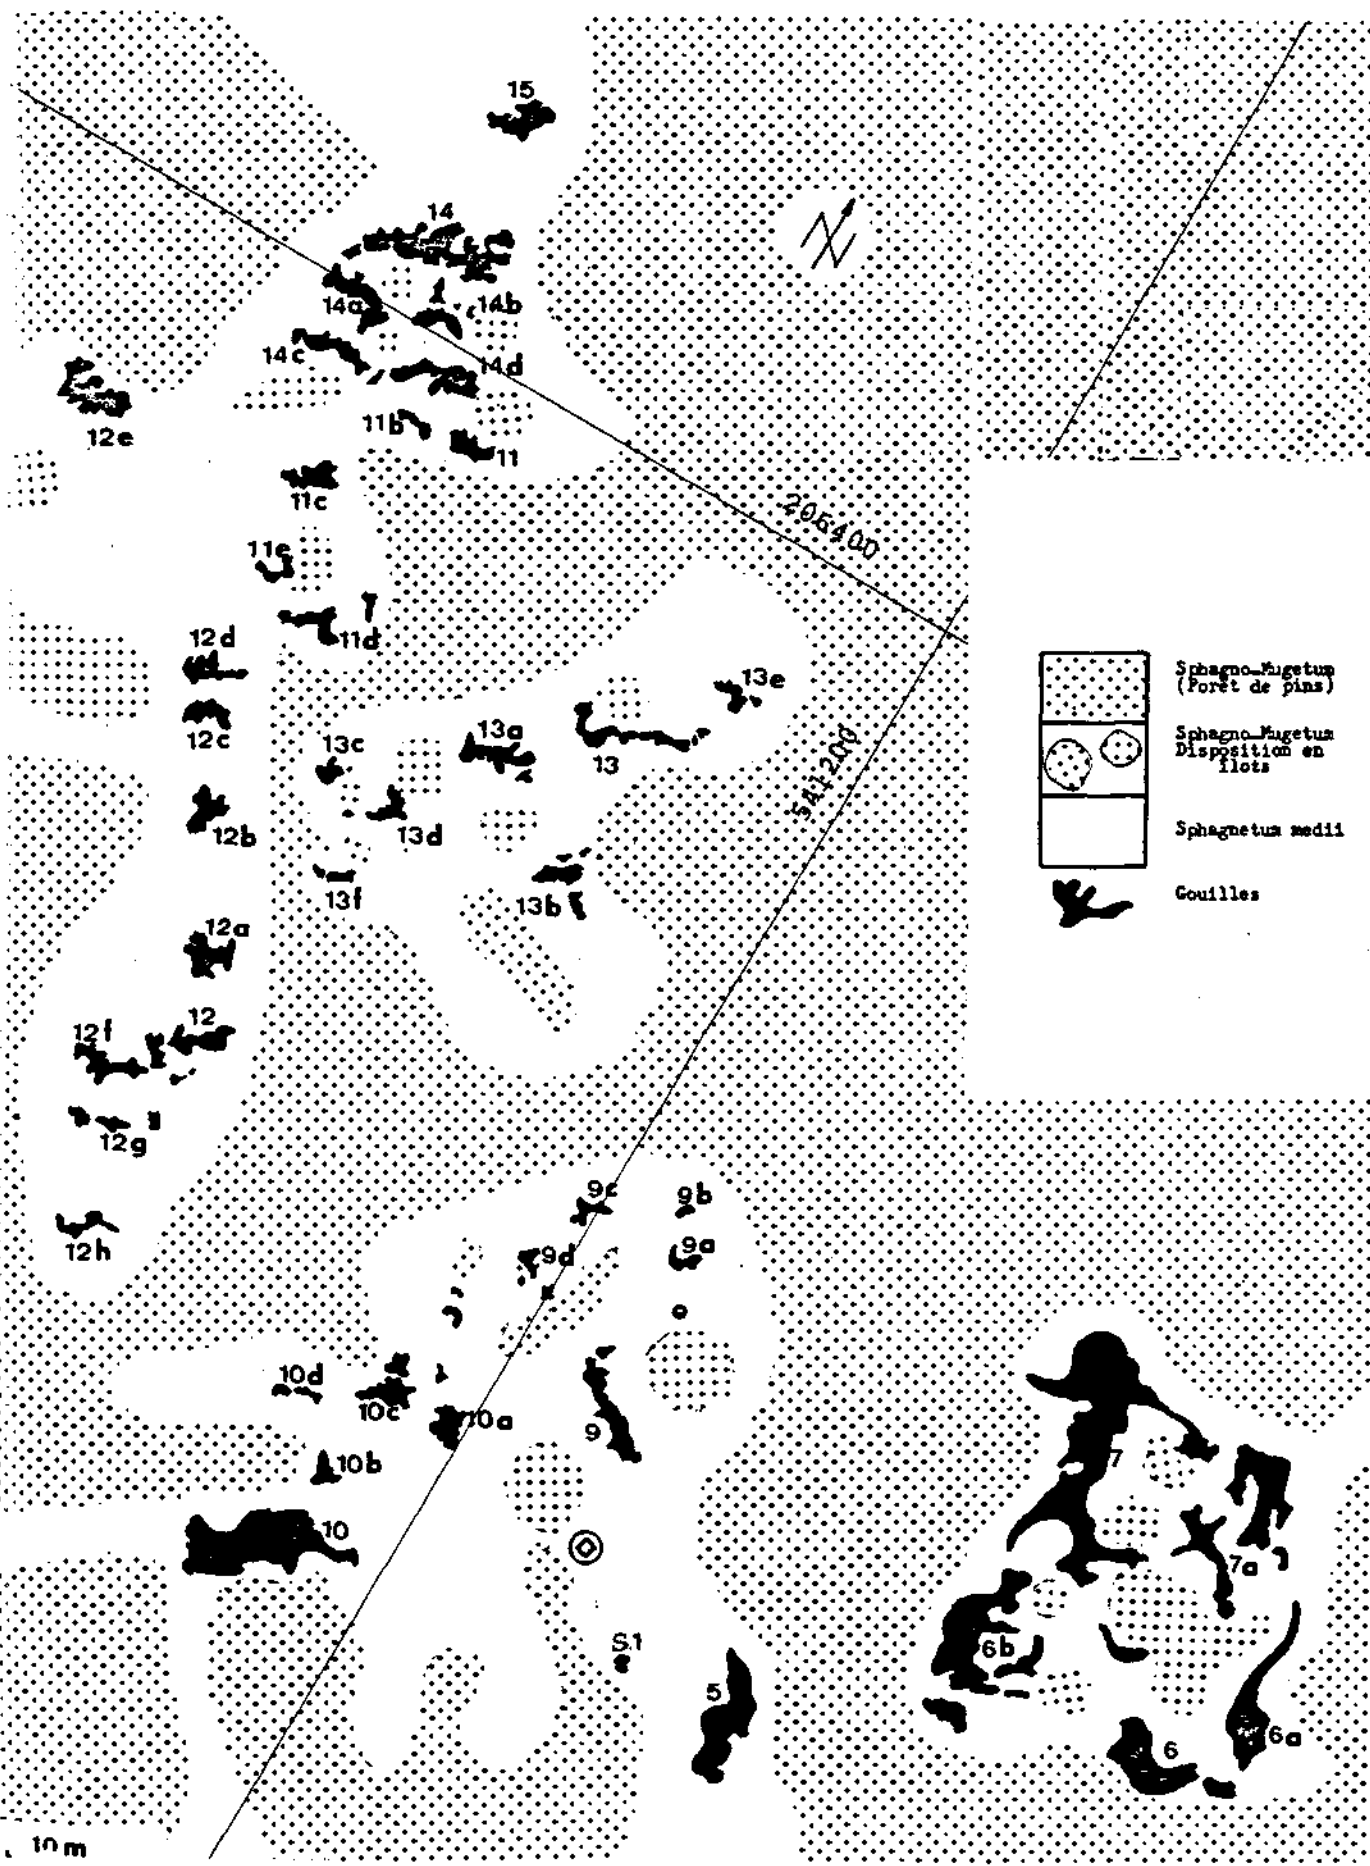 15
14
14a
14b
14c
14d
12e
11b
11
11c
206400
11e
12d
11d
13e
12c
13c
13a
13
541200
12b
13d
13f
13b
12a
12f
12
12g
12h
9c
9b
9d
9a
10d
10c
10a
9
10b
10
7
7a
S1
6b
5
6
6a
10 m
N
Sphagno-Mugetum
(Forêt de pins)
Sphagno-Mugetum
Disposition en
îlots
Sphagnetum medii
Gouilles